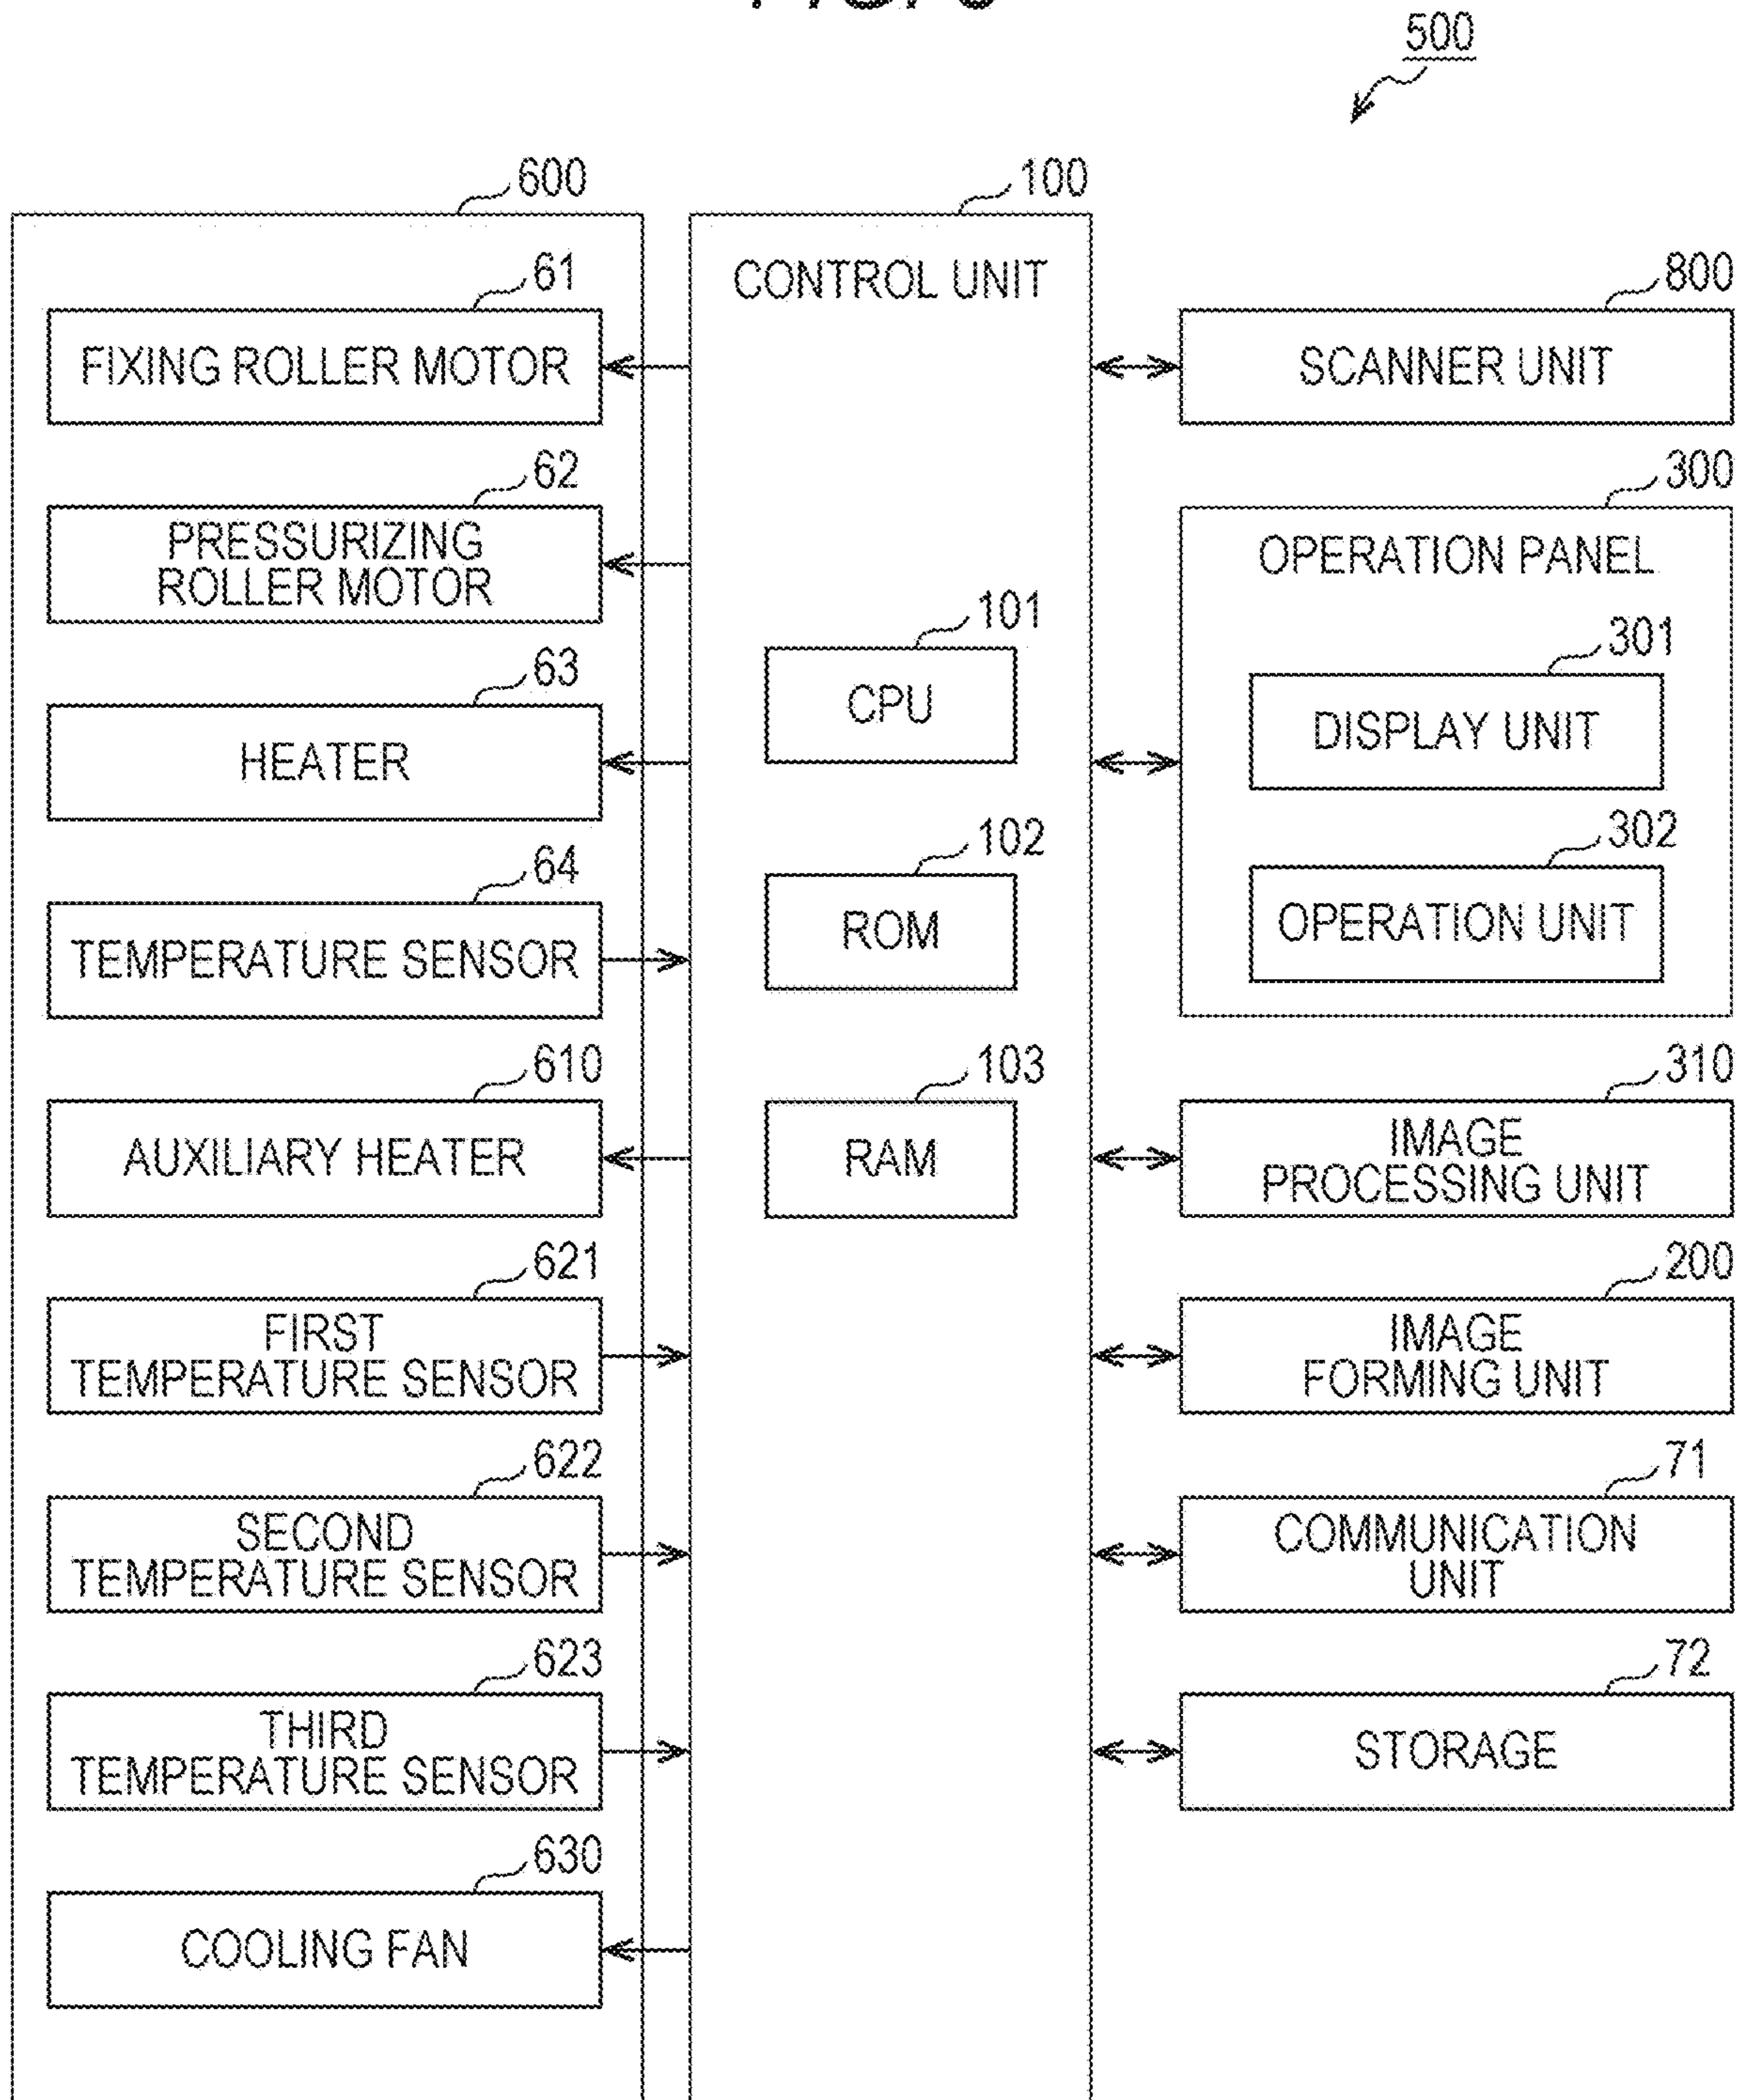 500
600
61
FIXING ROLLER MOTOR
62
PRESSURIZING
ROLLER MOTOR
63
HEATER
64
TEMPERATURE SENSOR
610
AUXILIARY HEATER
621
FIRST
TEMPERATURE SENSOR
622
SECOND
TEMPERATURE SENSOR
623
THIRD
TEMPERATURE SENSOR
630
COOLING FAN
100
CONTROL UNIT
101
CPU
102
ROM
103
RAM
800
SCANNER UNIT
300
OPERATION PANEL
301
DISPLAY UNIT
302
OPERATION UNIT
310
IMAGE
PROCESSING UNIT
200
IMAGE
FORMING UNIT
71
COMMUNICATION
UNIT
72
STORAGE